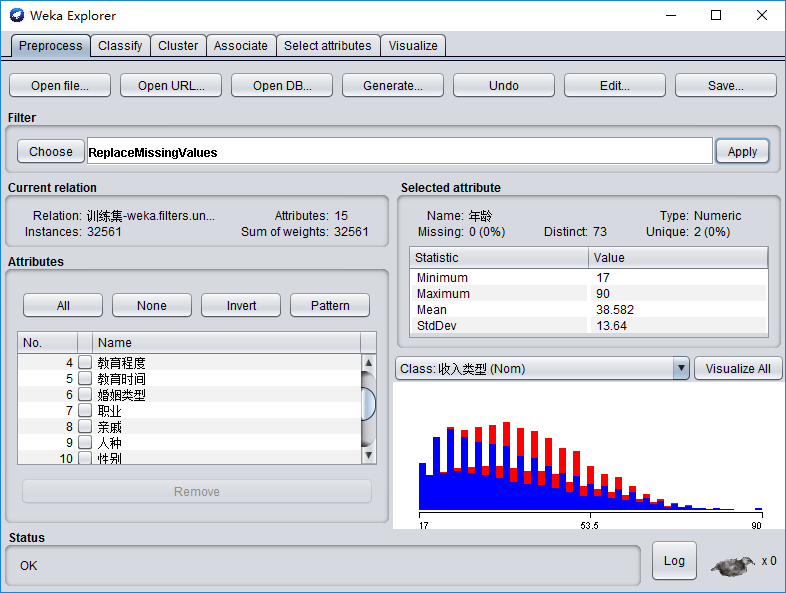 Weka Explorer
Preprocess Classify Cluster Associate Select attributes Visualize
Open file... Open URL... Open DB... Generate... Undo Edit... Save...
Filter
Choose ReplaceMissingValues Apply
Current relation
Relation: 训练集-weka.filters.un... Attributes: 15
Instances: 32561 Sum of weights: 32561
Selected attribute
Name: 年龄 Type: Numeric
Missing: 0 (0%) Distinct: 73 Unique: 2 (0%)
Statistic Value
Minimum 17
Maximum 90
Mean 38.582
StdDev 13.64
Attributes
All None Invert Pattern
No. Name
4 教育程度
5 教育时间
6 婚姻类型
7 职业
8 亲戚
9 人种
10 性别
Remove
Class: 收入类型 (Nom) Visualize All
17 53.5 90
Status
OK
Log x 0